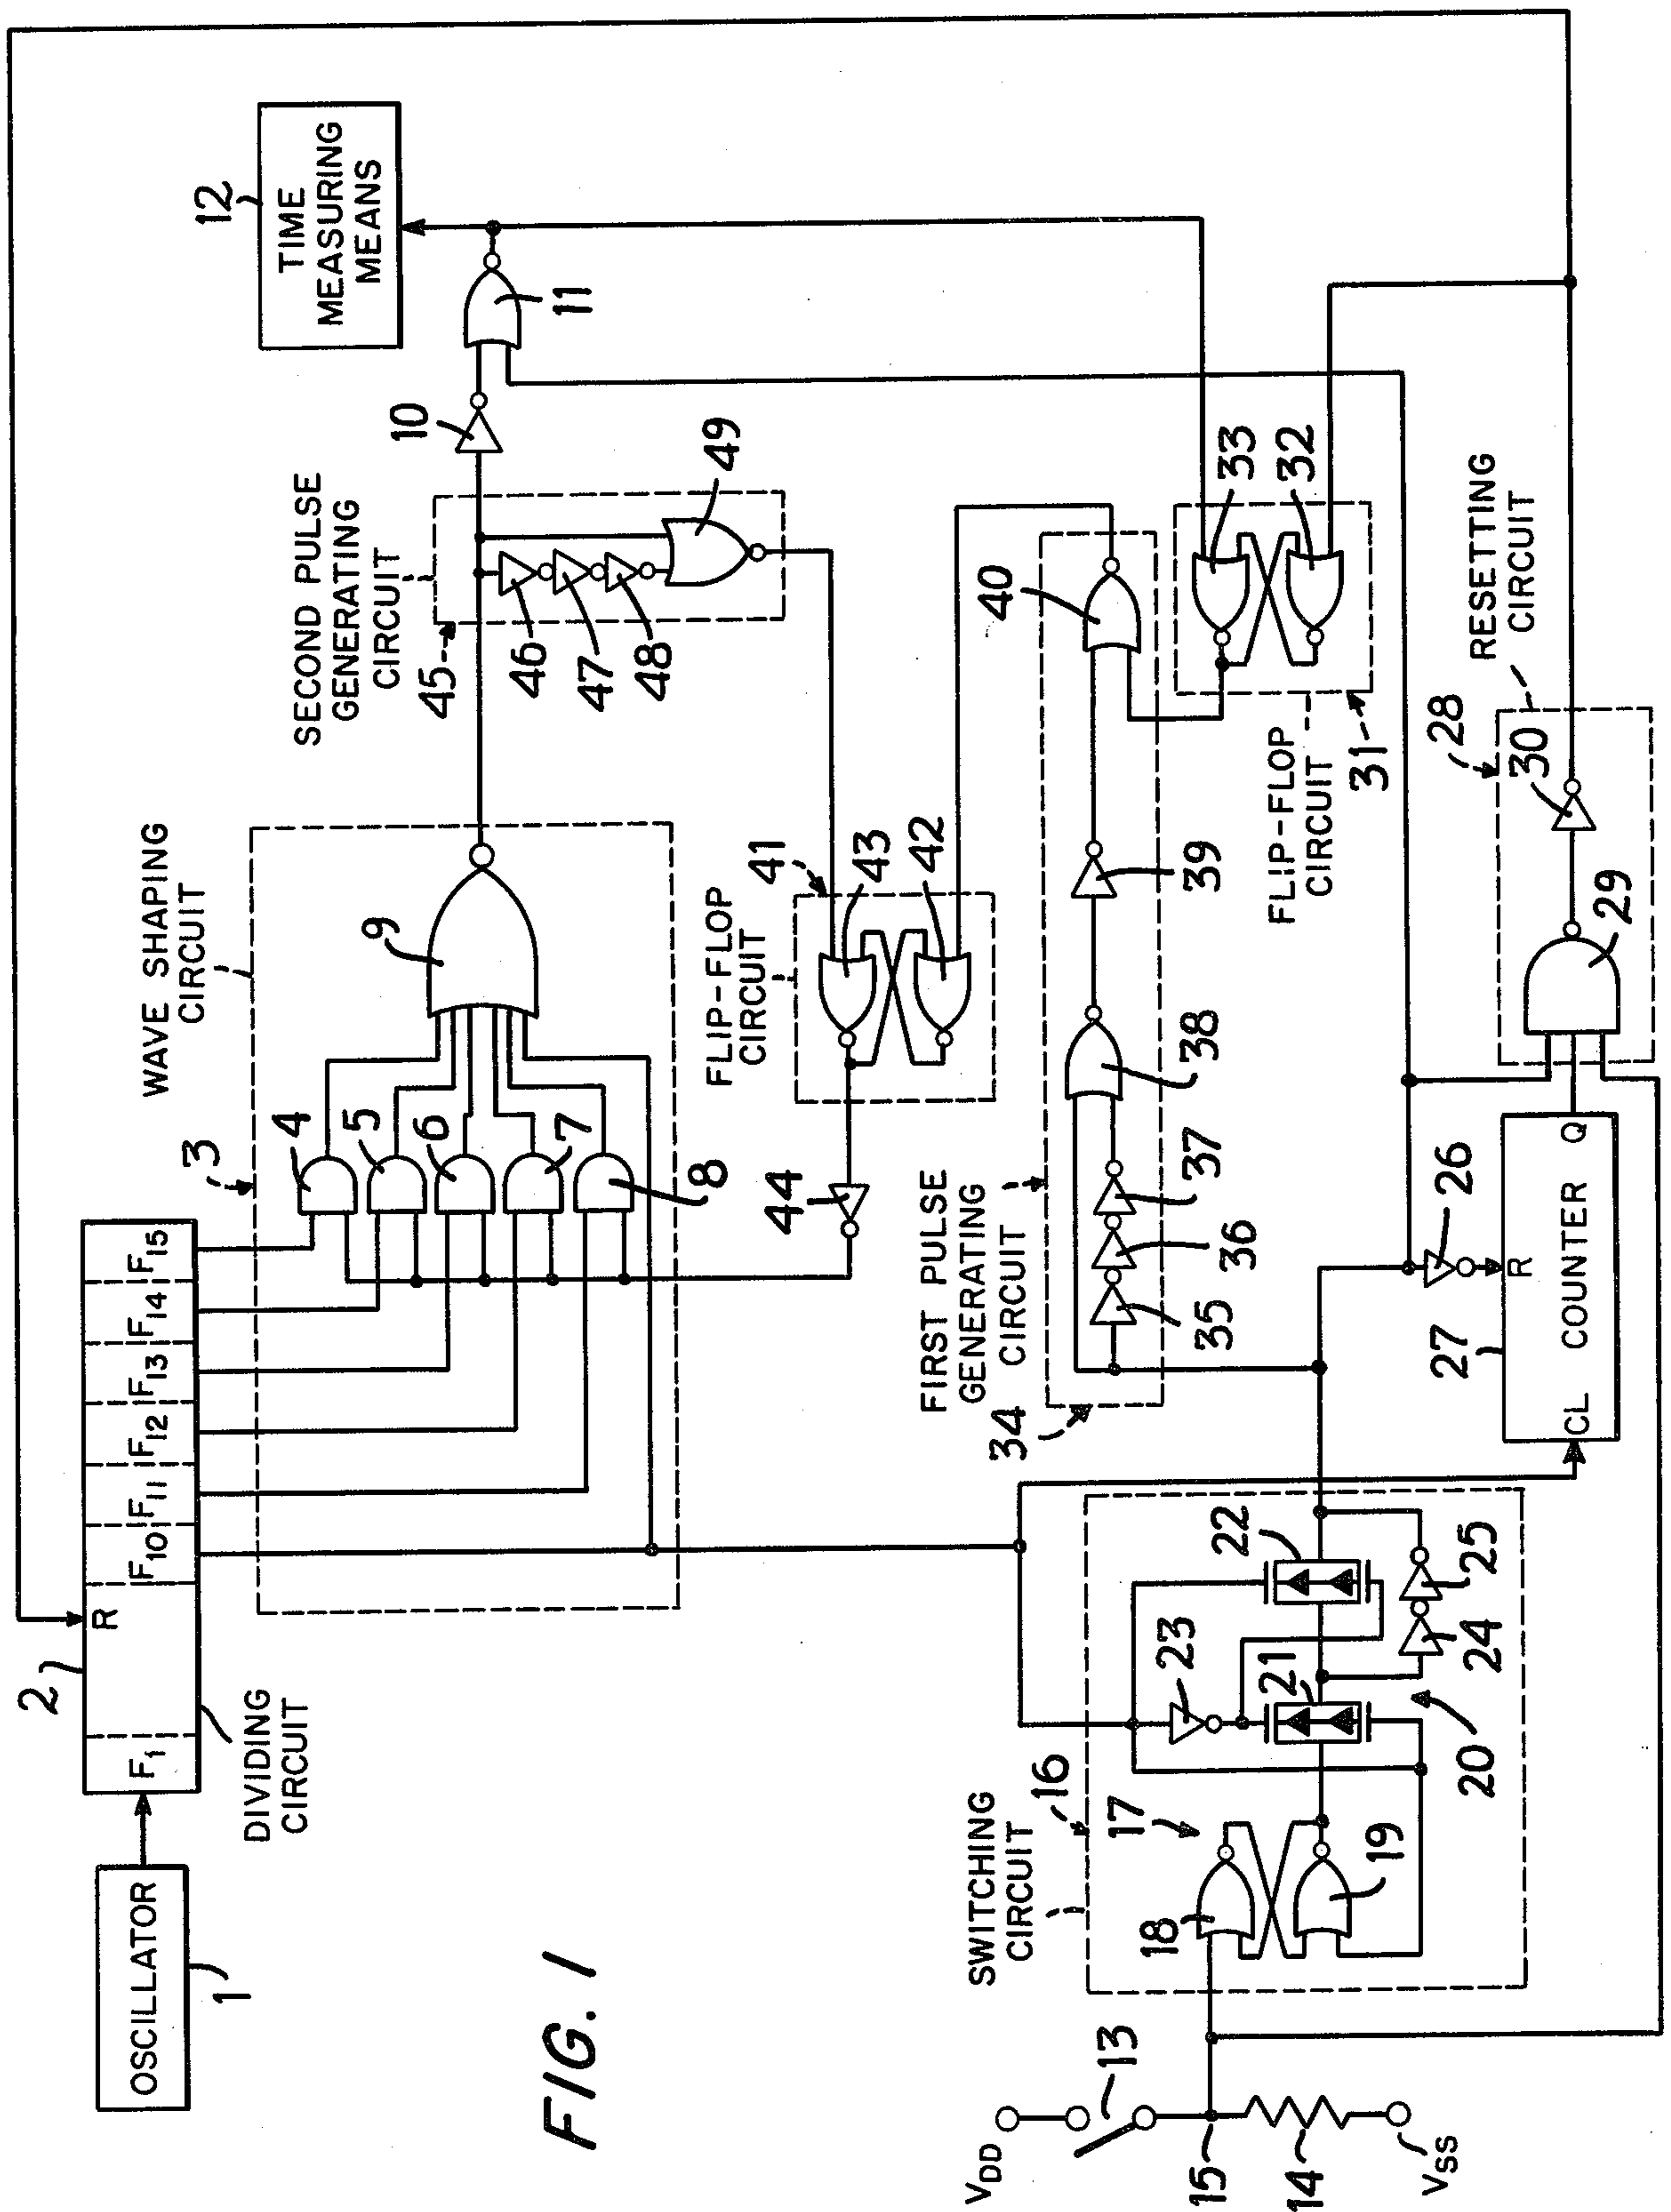 OSCILLATOR
1
2
F1
R
F10
F11
F12
F13
F14
F15
DIVIDING
CIRCUIT
3
WAVE SHAPING
CIRCUIT
4
5
6
7
8
9
SECOND PULSE
GENERATING
CIRCUIT
45
46
47
48
49
10
11
12
TIME
MEASURING
MEANS
FLIP-FLOP
CIRCUIT
41
43
42
44
FIRST PULSE
GENERATING
CIRCUIT
34
35
36
37
38
39
40
FLIP-FLOP
CIRCUIT
31
33
32
SWITCHING
CIRCUIT
16
17
18
19
20
21
22
23
24
25
26
27
CL COUNTER
R
Q
28
29
30
RESETTING
CIRCUIT
VDD
13
15
14
VSS
FIG. 1